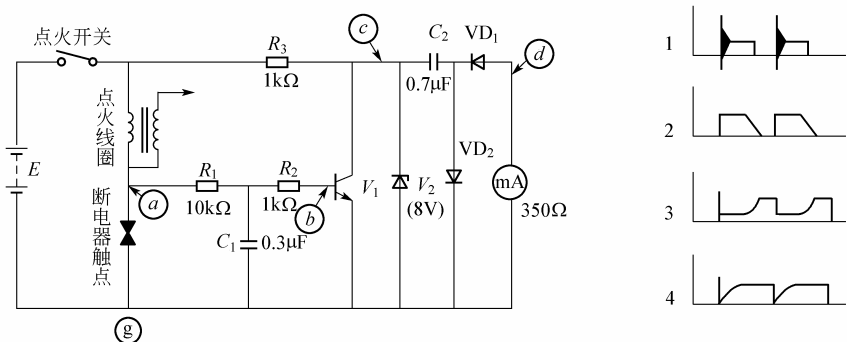 点火开关
R3
1kΩ
c
C2
0.7μF
VD1
d
点火线圈
E
a
R1
10kΩ
R2
1kΩ
b
V1
V2
(8V)
VD2
mA
350Ω
断电器触点
C1
0.3μF
g
1
2
3
4